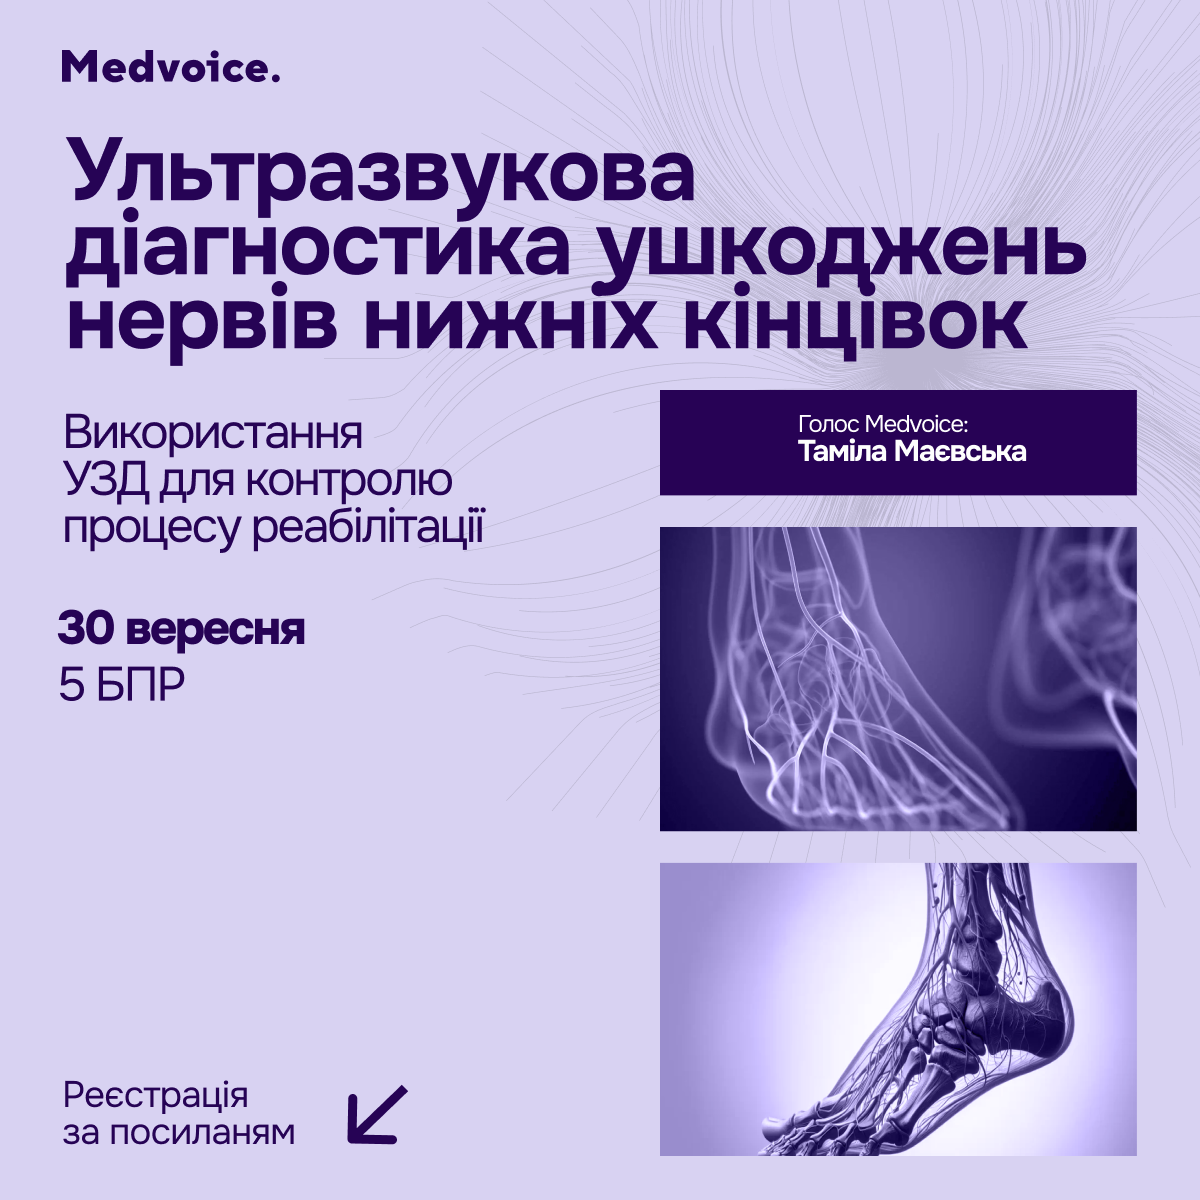 Medvoice.
Ультразвукова
діагностика ушкоджень
нервів нижніх кінцівок
Використання
УЗД для контролю
процесу реабілітації
30 вересня
5 БПР
Голос Medvoice:
Таміла Маєвська
Реєстрація
за посиланям